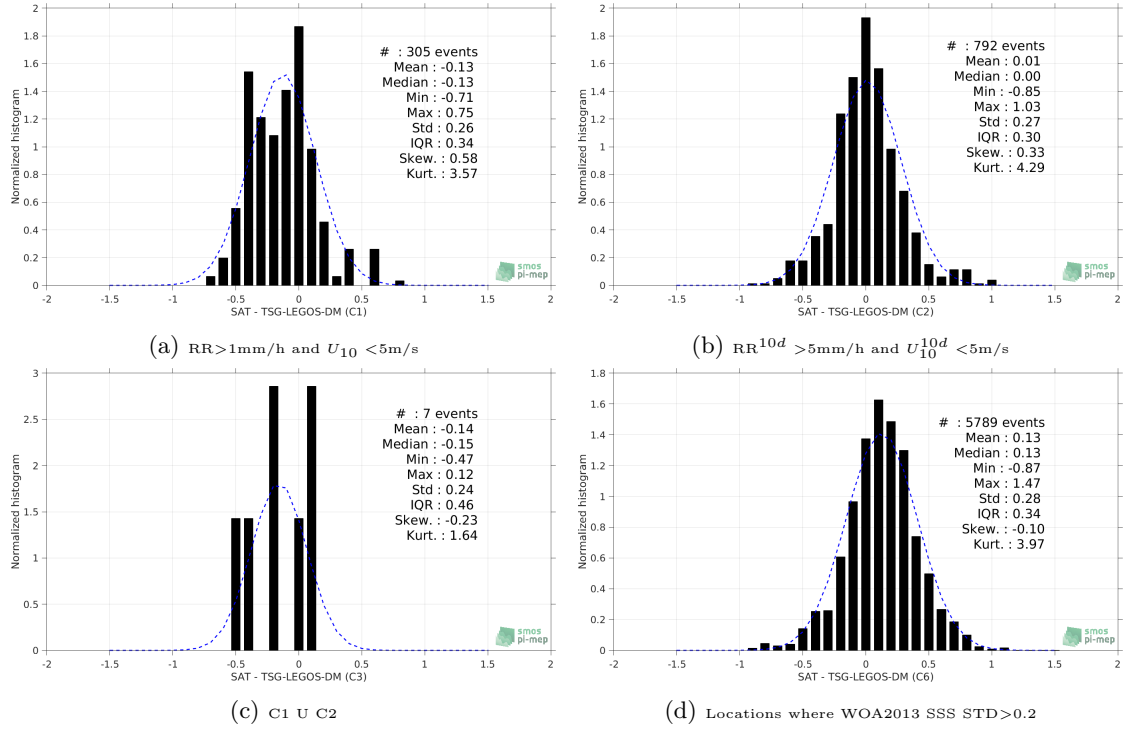 2
1.8
1.6
1.4
1.2
1
0.8
0.6
0.4
0.2
0
Normalized histogram
# : 305 events
Mean : -0.13
Median : -0.13
Min : -0.71
Max : 0.75
Std : 0.26
IQR : 0.34
Skew. : 0.58
Kurt. : 3.57
smos
pi-mep
-2 -1 -0.5 0 0.5 1 1.5 2
SAT - TSG-LEGOS-DM (C1)
(a) RR>1mm/h and U10 <5m/s
2
1.8
1.6
1.4
1.2
1
0.8
0.6
0.4
0.2
0
Normalized histogram
# : 792 events
Mean : 0.01
Median : 0.00
Min : -0.85
Max : 1.03
Std : 0.27
IQR : 0.30
Skew. : 0.33
Kurt. : 4.29
smos
pi-mep
-2 -1 -0.5 0 0.5 1 1.5 2
SAT - TSG-LEGOS-DM (C2)
(b) RR10d >5mm/h and U10 10d <5m/s
3
2.5
2
1.5
1
0.5
0
Normalized histogram
# : 7 events
Mean : -0.14
Median : -0.15
Min : -0.47
Max : 0.12
Std : 0.24
IQR : 0.46
Skew. : -0.23
Kurt. : 1.64
smos
pi-mep
-2 -1 -0.5 0 0.5 1 1.5 2
SAT - TSG-LEGOS-DM (C3)
(c) C1 U C2
1.8
1.6
1.4
1.2
1
0.8
0.6
0.4
0.2
0
Normalized histogram
# : 5789 events
Mean : 0.13
Median : 0.13
Min : -0.87
Max : 1.47
Std : 0.28
IQR : 0.34
Skew. : -0.10
Kurt. : 3.97
smos
pi-mep
-2 -1 -0.5 0 0.5 1 1.5 2
SAT - TSG-LEGOS-DM (C6)
(d) Locations where WOA2013 SSS STD>0.2